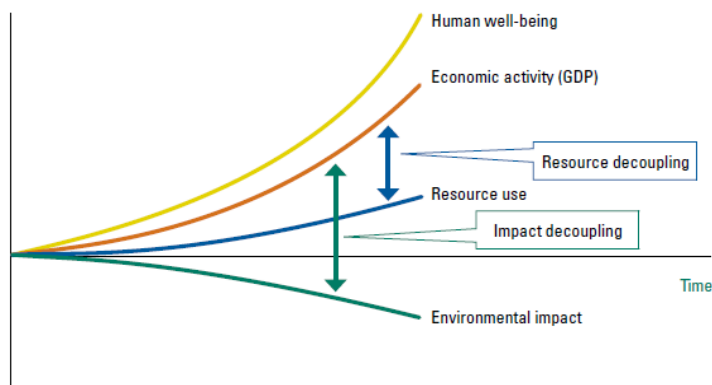 Human well-being
Economic activity (GDP)
Resource decoupling
Resource use
Impact decoupling
Time
Environmental impact